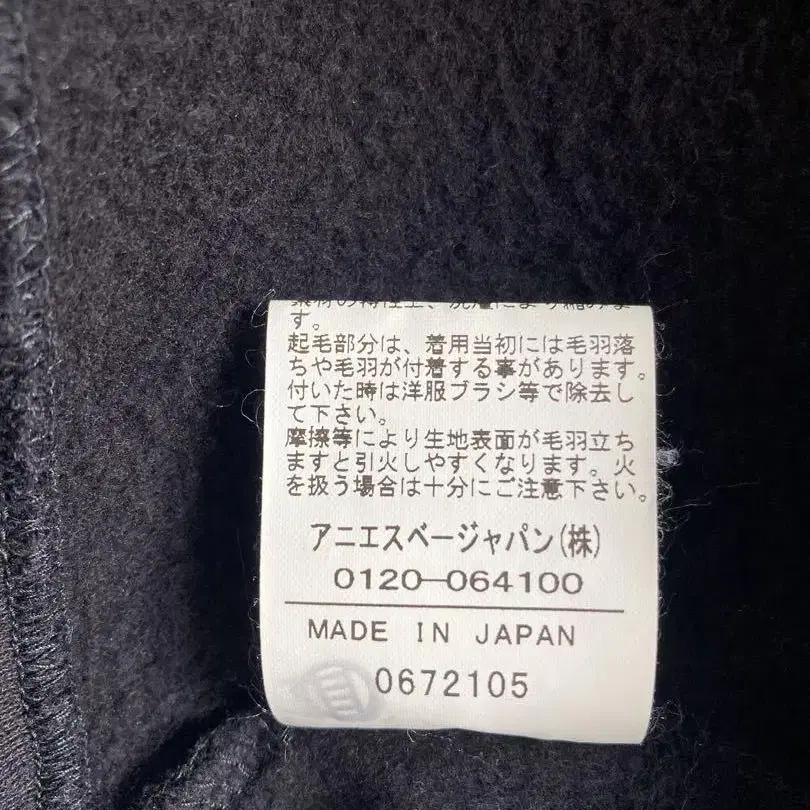 す。
起毛部分は、着用当初には毛羽落
ちや毛羽が付着する事があります。
付いた時は洋服ブラシ等で除去し
て下さい。
摩擦等により生地表面が毛羽立ち
ますと引火しやすくなります。火
を扱う場合は十分にご注意下さい。
アニエスベージャパン(株)
0120-064100
MADE IN JAPAN
0672105